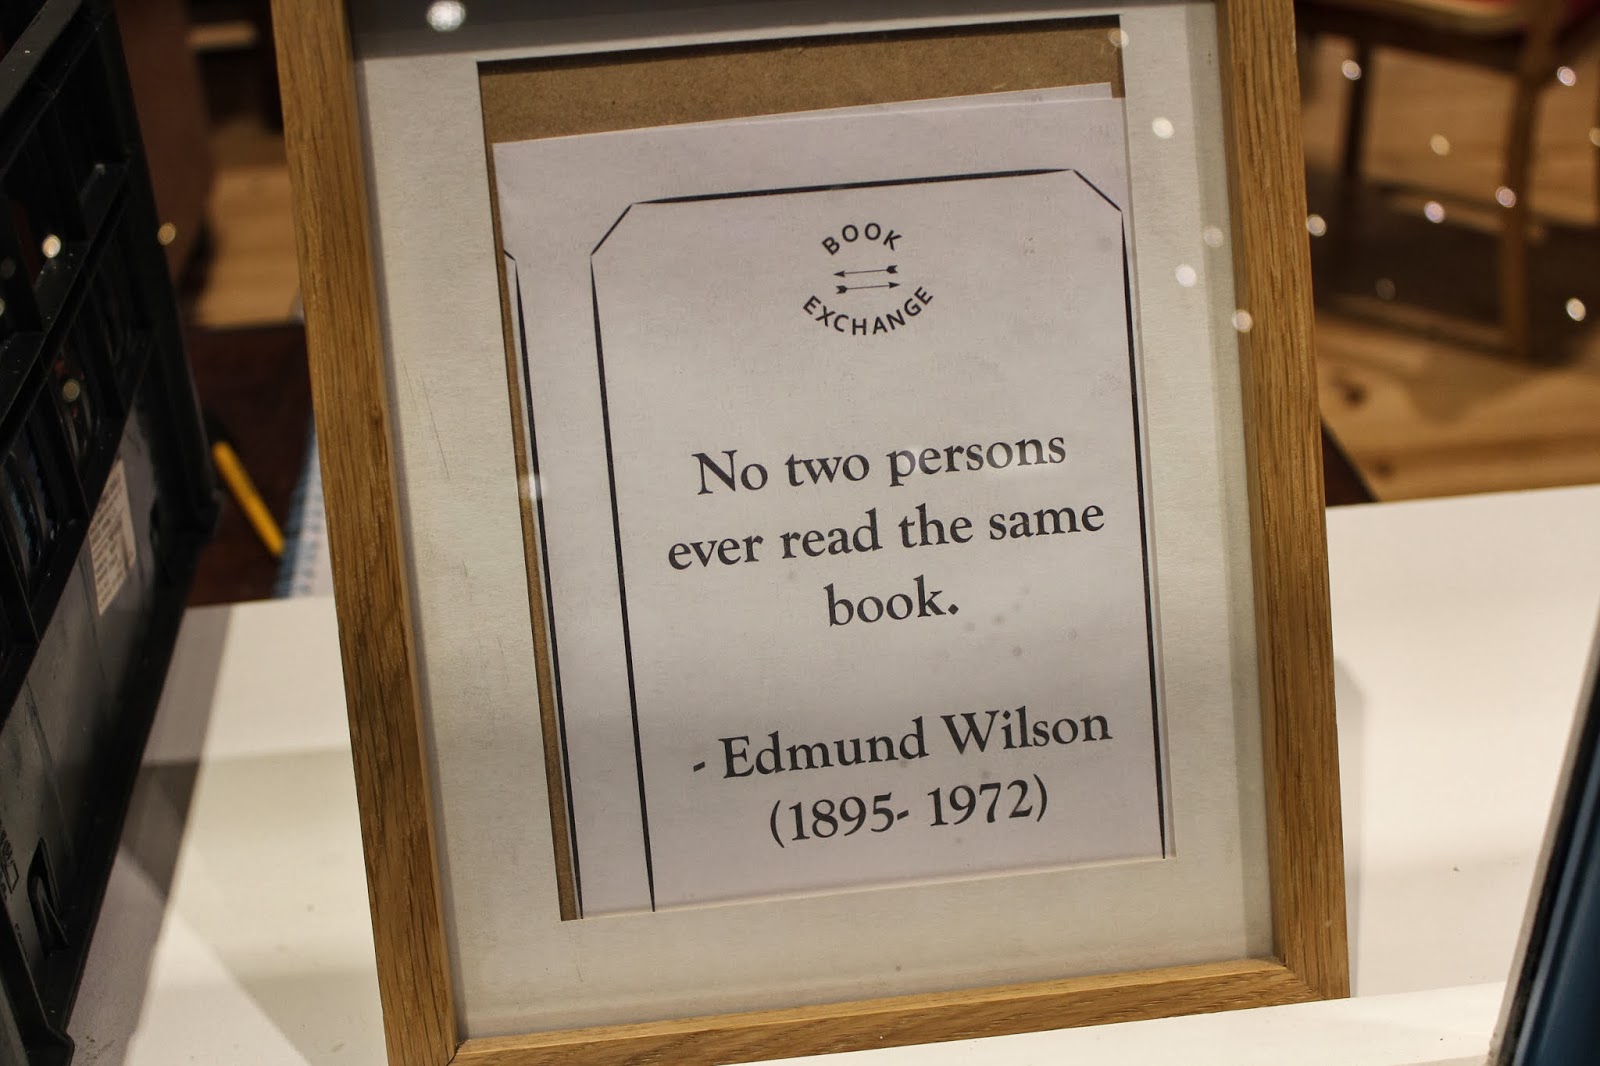 BOOK
EXCHANGE
No two persons
ever read the same
book.
- Edmund Wilson
(1895- 1972)